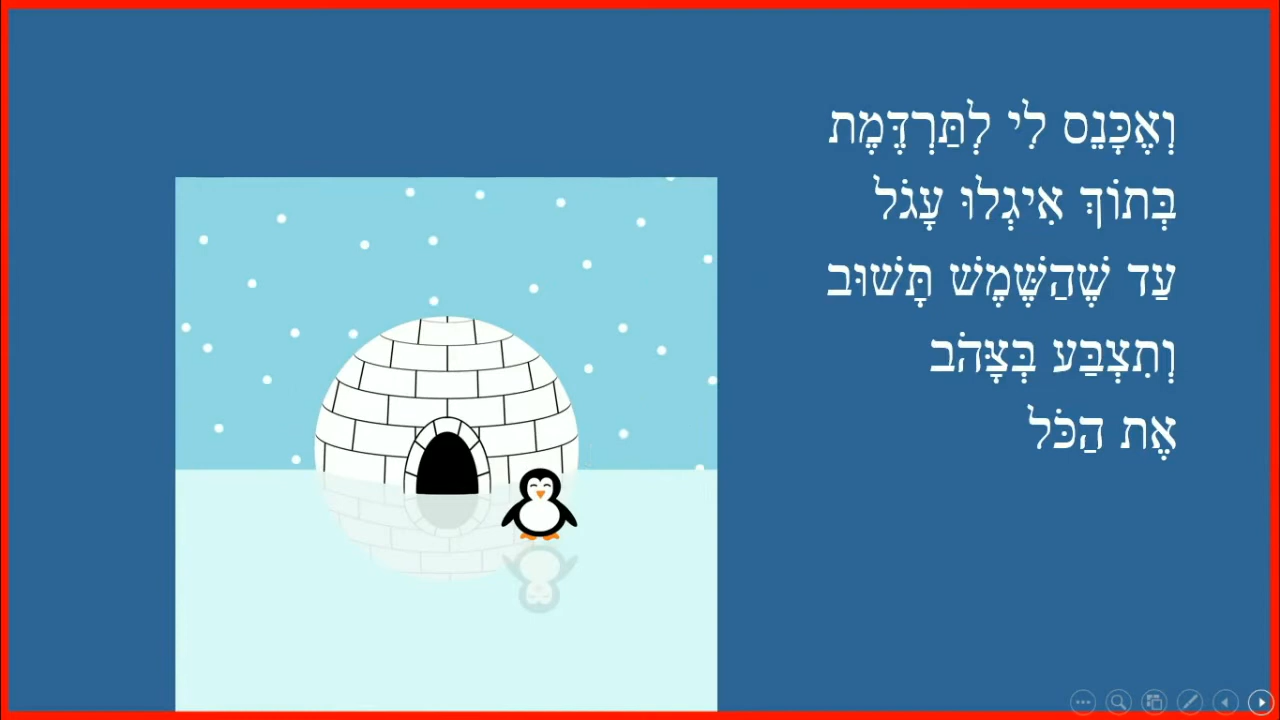 וְאֶכָּנֵס לִי לְתַּרְדֶּמֶת
בְּתוֹךְ אִיגְלוּ עָגֹל
עַד שֶׁהַשֶּׁמֶשׁ תָּשׁוּב
וְתִצְבַּע בְּצָּהֹב
אֶת הַכֹּל